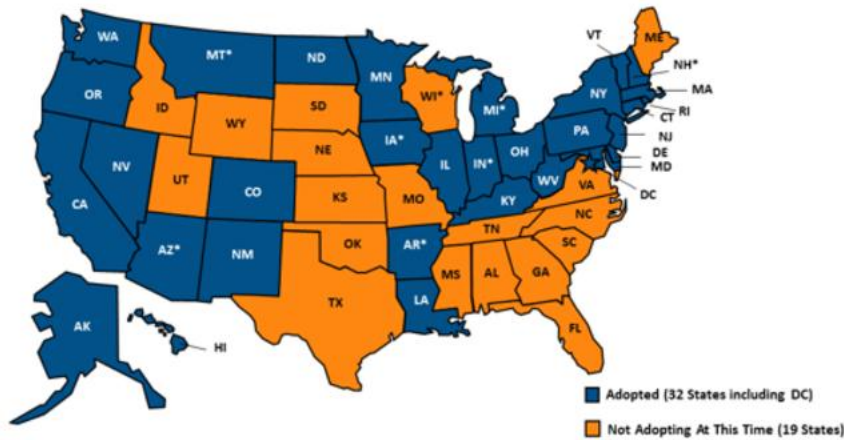 WA
MT*
ND
MN
VT
ME
NH*
MA
OR
ID
SD
WI*
MI*
NY
RI
CT
WY
IA*
PA
NJ
NE
OH
DE
NV
IL
IN*
MD
UT
CO
WV
VA
DC
CA
KS
MO
KY
NC
TN
AZ*
NM
OK
AR*
SC
MS
AL
GA
TX
LA
AK
FL
HI
Adopted (32 States including DC)
Not Adopting At This Time (19 States)